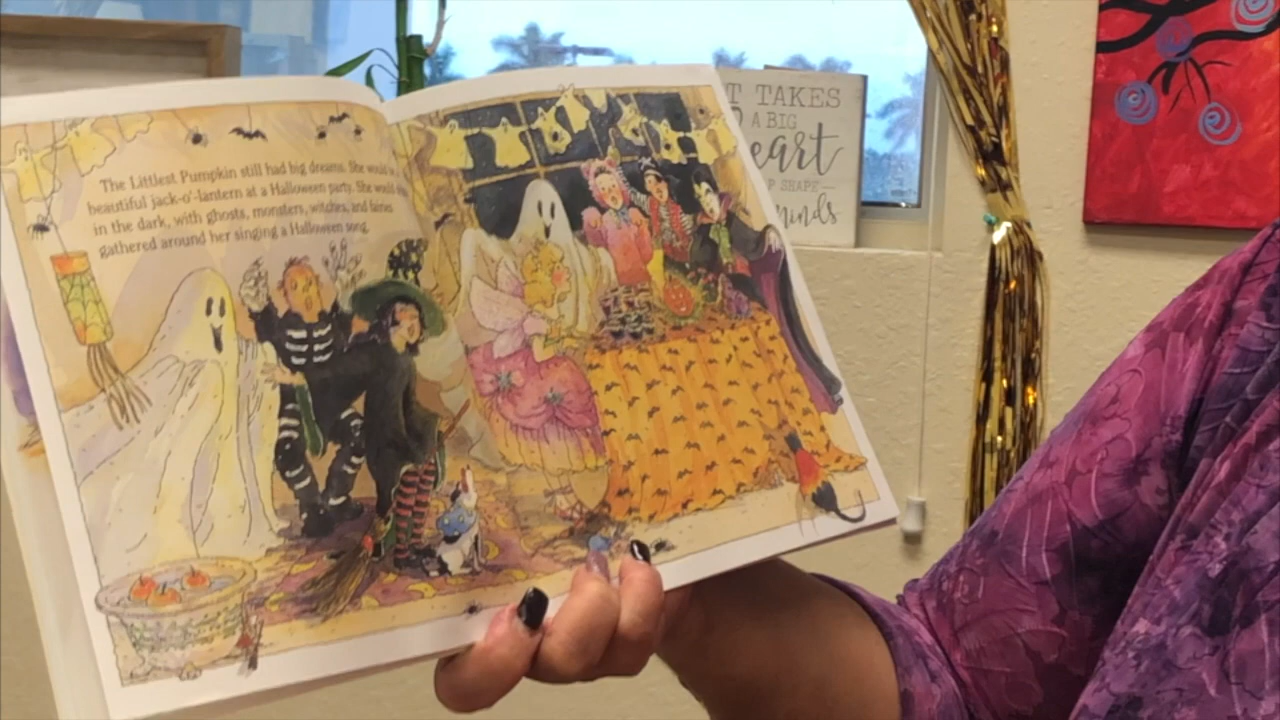 The Littlest Pumpkin still had big dreams. She would
beautiful jack-o'-lantern at a Halloween party. She would
in the dark, with ghosts, monsters, witches, and fairies
gathered around her singing a Halloween song.
T TAKES
A BIG
eart
P SHAPE
minds